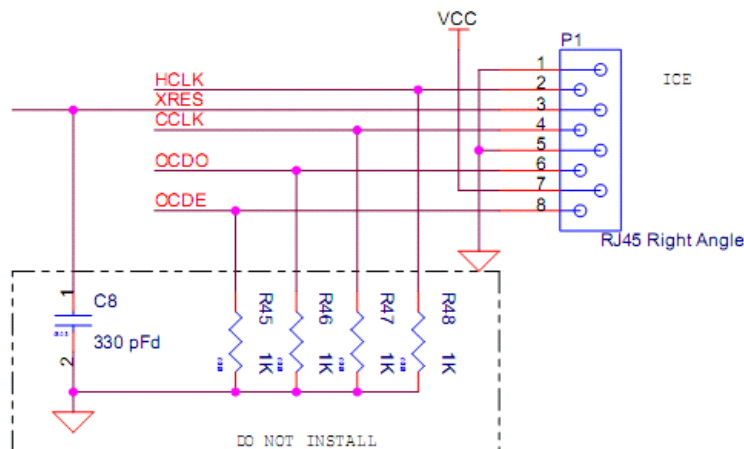 VCC
P1
ICE
1
HCLK
2
XRES
3
CCLK
4
5
OCDO
6
7
OCDE
8
RJ45 Right Angle
1
C8
330 pFd
2
R45
1K
R46
1K
R47
1K
R48
1K
DO NOT INSTALL